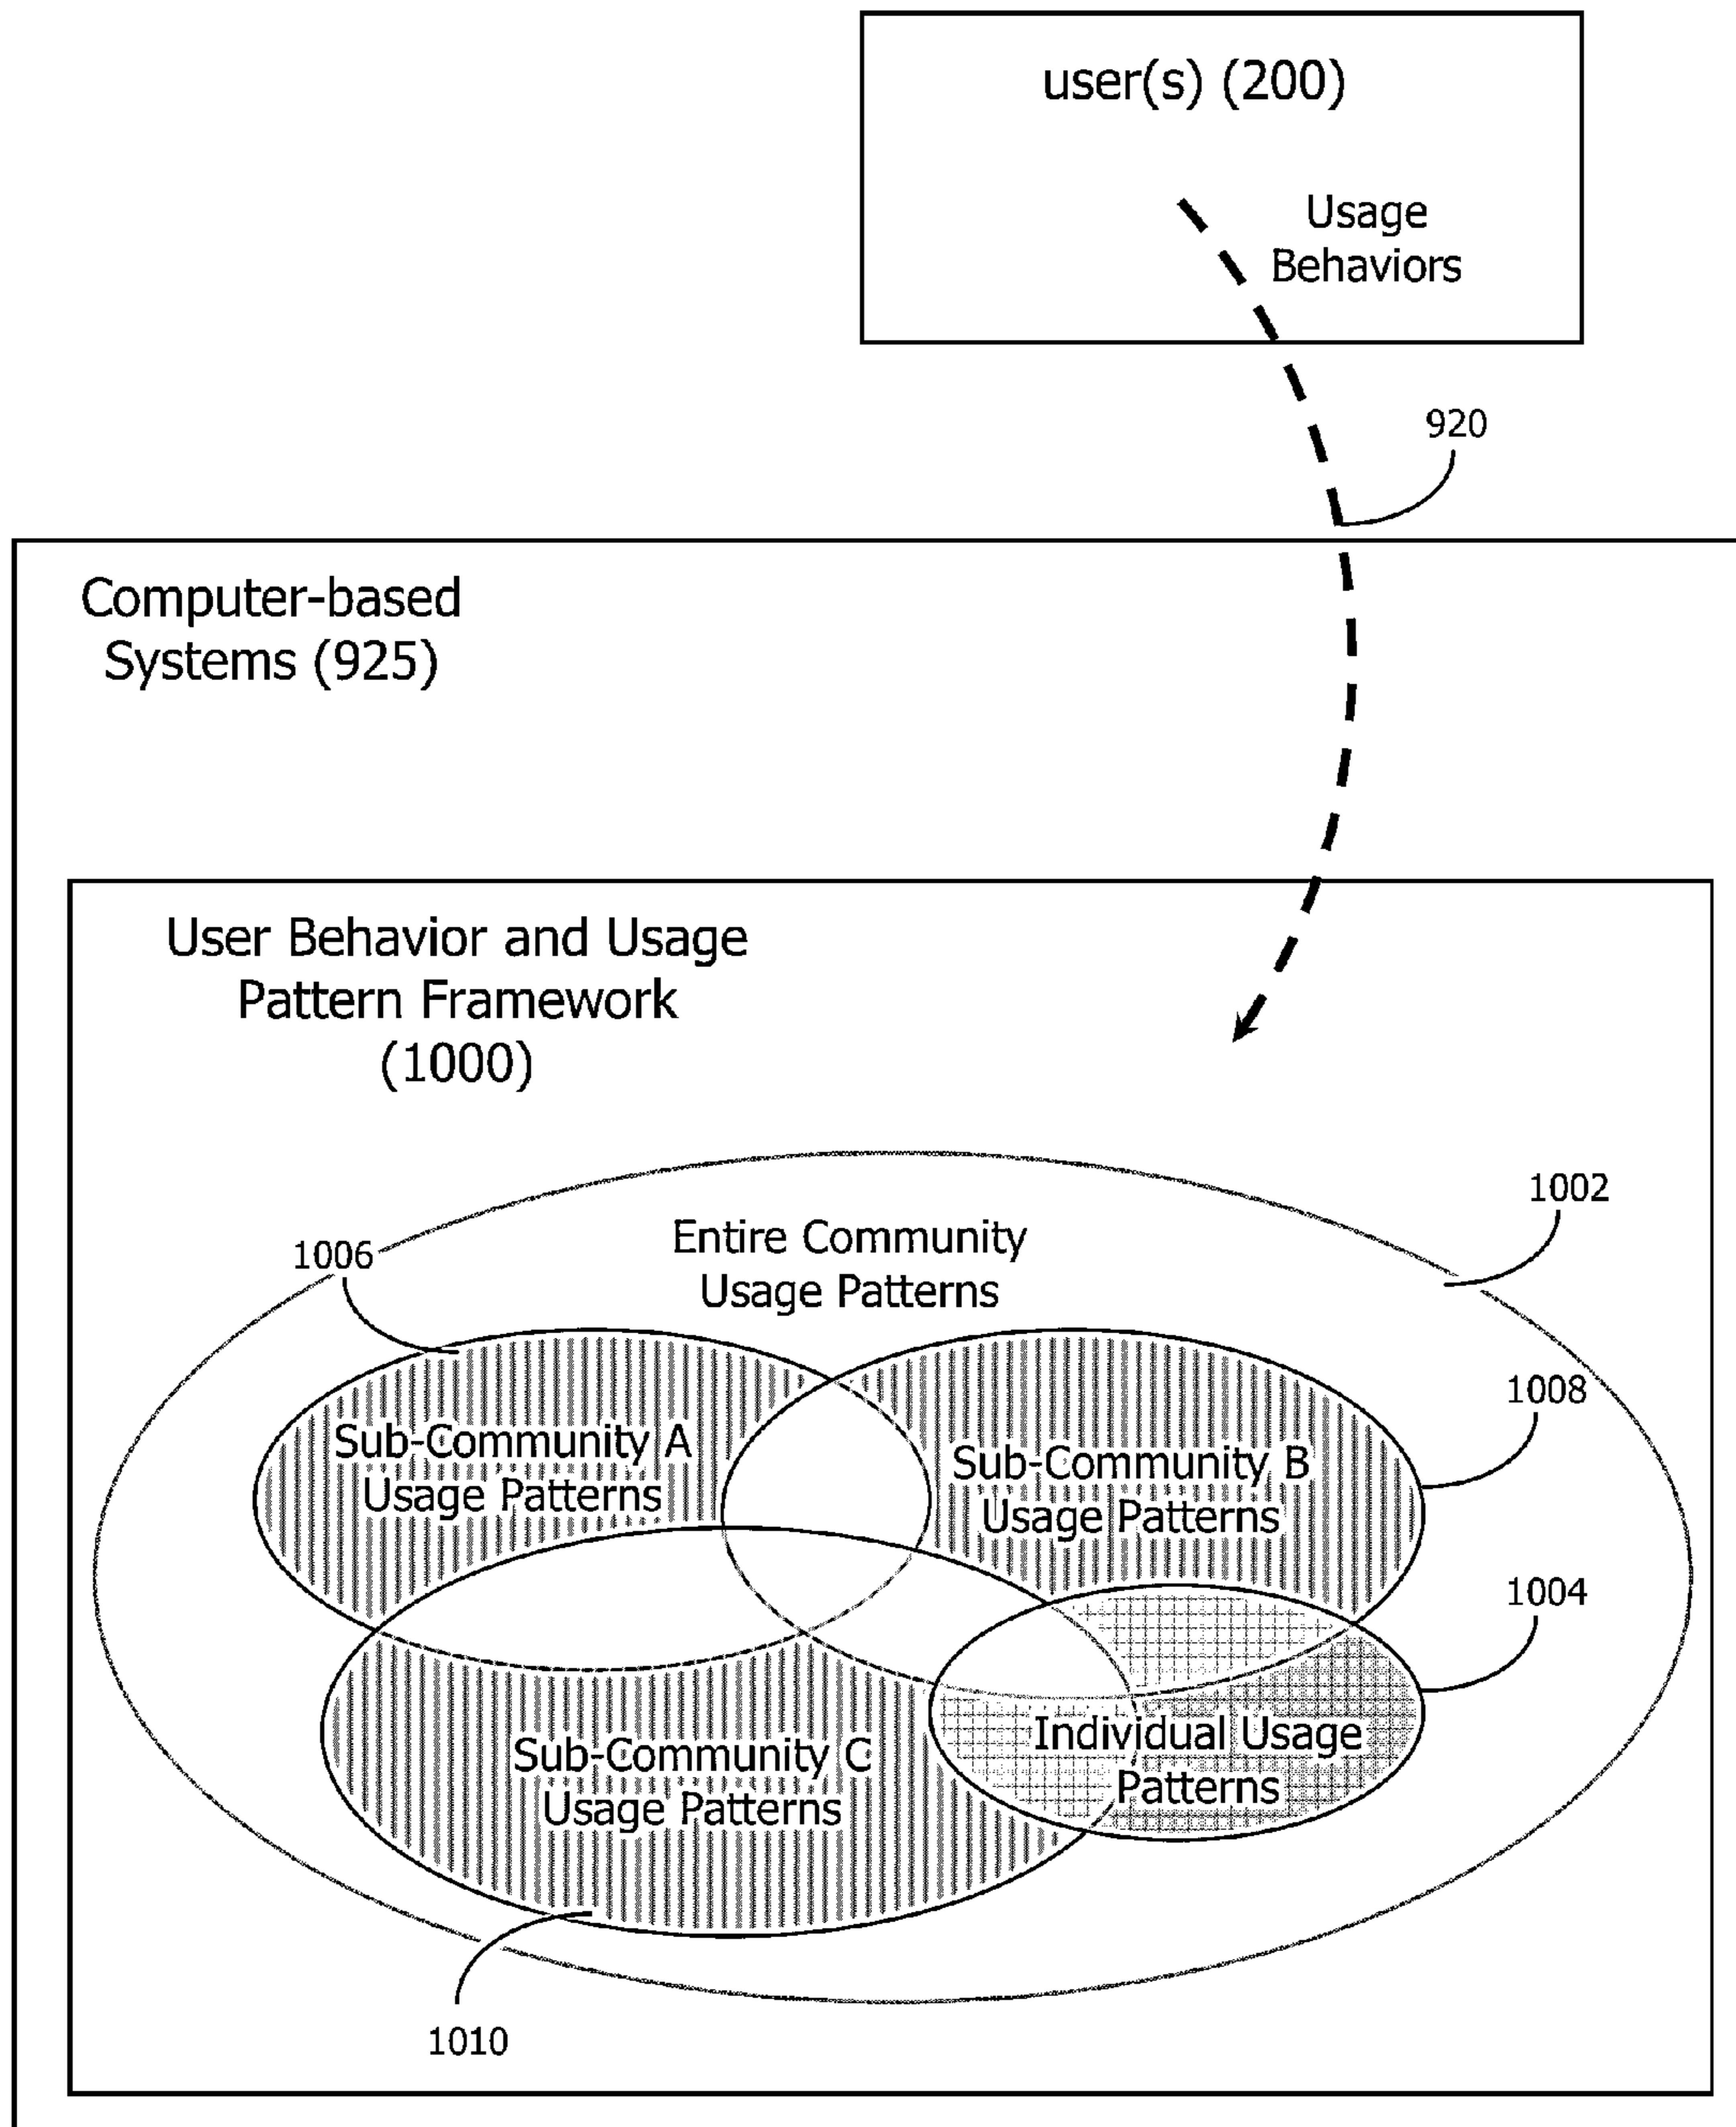 user(s) (200)
Usage
Behaviors
920
Computer-based
Systems (925)
User Behavior and Usage
Pattern Framework
(1000)
1002
1006
Entire Community
Usage Patterns
1008
Sub-Community A
Usage Patterns
Sub-Community B
Usage Patterns
1004
Individual Usage
Patterns
Sub-Community C
Usage Patterns
1010